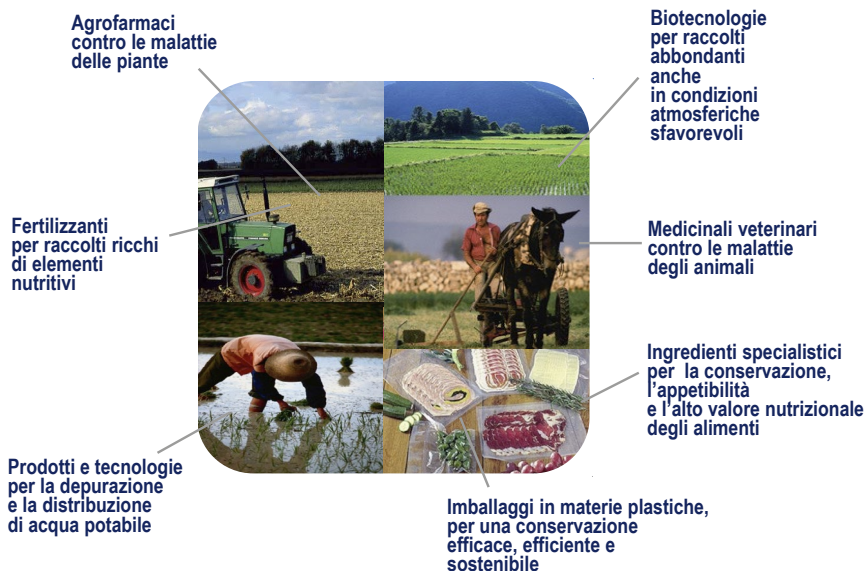 Agrofarmaci
contro le malattie
delle piante
Biotecnologie
per raccolti
abbondanti
anche
in condizioni
atmosferiche
sfavorevoli
Fertilizzanti
per raccolti ricchi
di elementi
nutritivi
Medicinali veterinari
contro le malattie
degli animali
Ingredienti specialistici
per la conservazione,
l'appetibilità
e l'alto valore nutrizionale
degli alimenti
Prodotti e tecnologie
per la depurazione
e la distribuzione
di acqua potabile
Imballaggi in materie plastiche,
per una conservazione
efficace, efficiente e
sostenibile